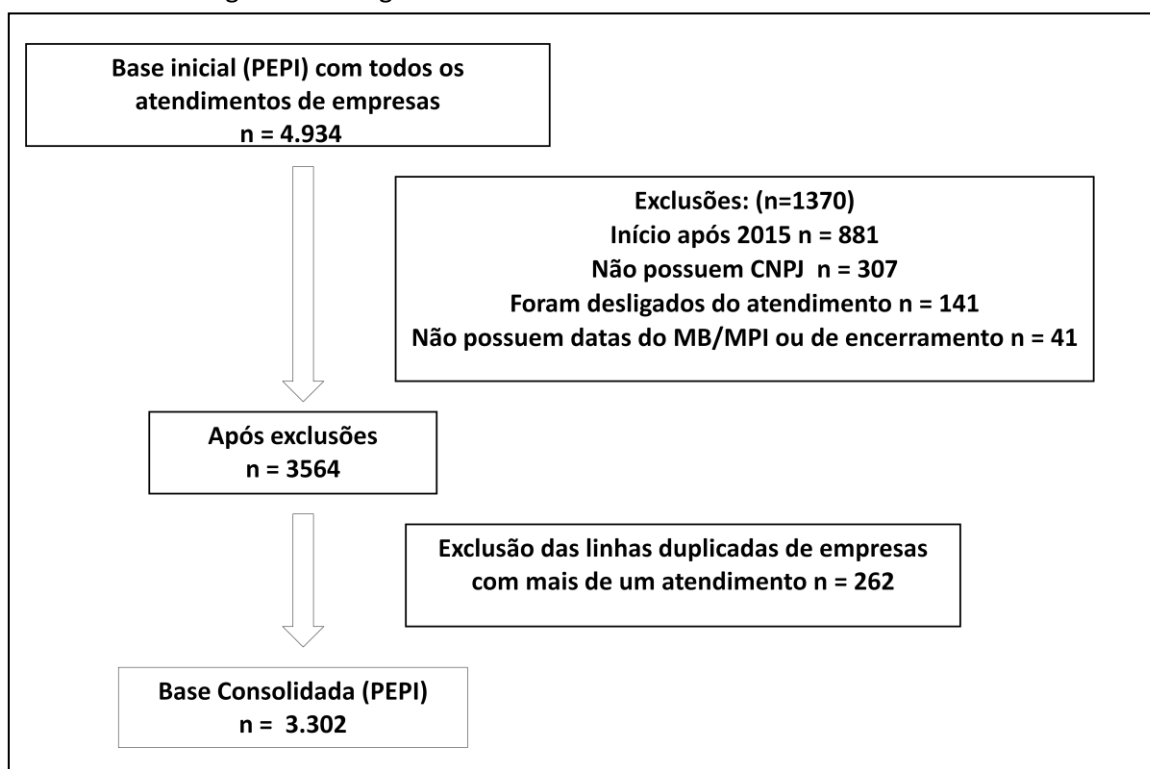 Base inicial (PEPI) com todos os
atendimentos de empresas
n = 4.934
Exclusões: (n=1370)
Início após 2015 n = 881
Não possuem CNPJ  n = 307
Foram desligados do atendimento n = 141
Não possuem datas do MB/MPI ou de encerramento n = 41
Após exclusões
n = 3564
Exclusão das linhas duplicadas de empresas
com mais de um atendimento n = 262
Base Consolidada (PEPI)
n =  3.302